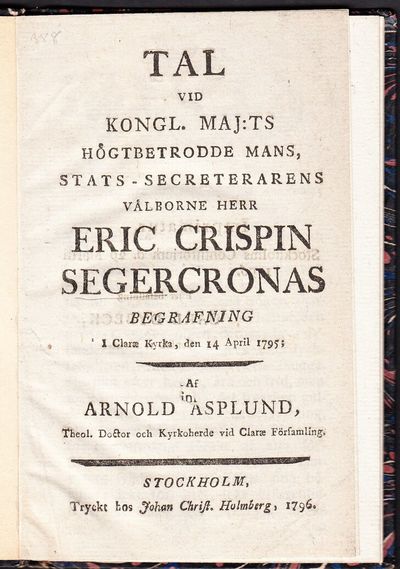 388
TAL
VID
KONGL. MAJ:TS
HÖGTBETRODDE MANS,
STATS-SECRETERARENS
VÄLBORNE HERR
ERIC CRISPIN
SEGERCRONAS
BEGRAFNING
I Claræ Kyrka, den 14 April 1795;
Af
ARNOLD ASPLUND,
Theol. Doctor och Kyrkoherde vid Claræ Församling.
STOCKHOLM,
Tryckt hos Johan Christ. Holmberg, 1796.